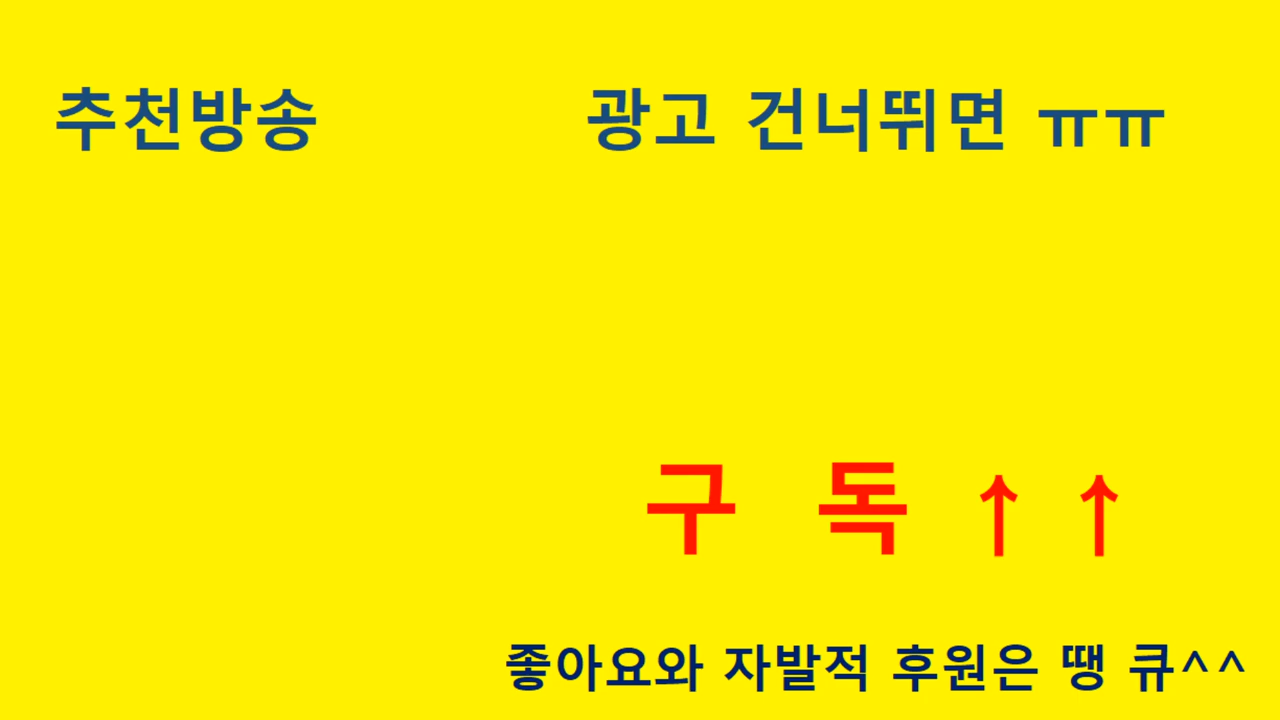 추천방송
광고 건너뛰면 ㅠㅠ
구 독 ↑ ↑
좋아요와 자발적 후원은 땡 큐^^